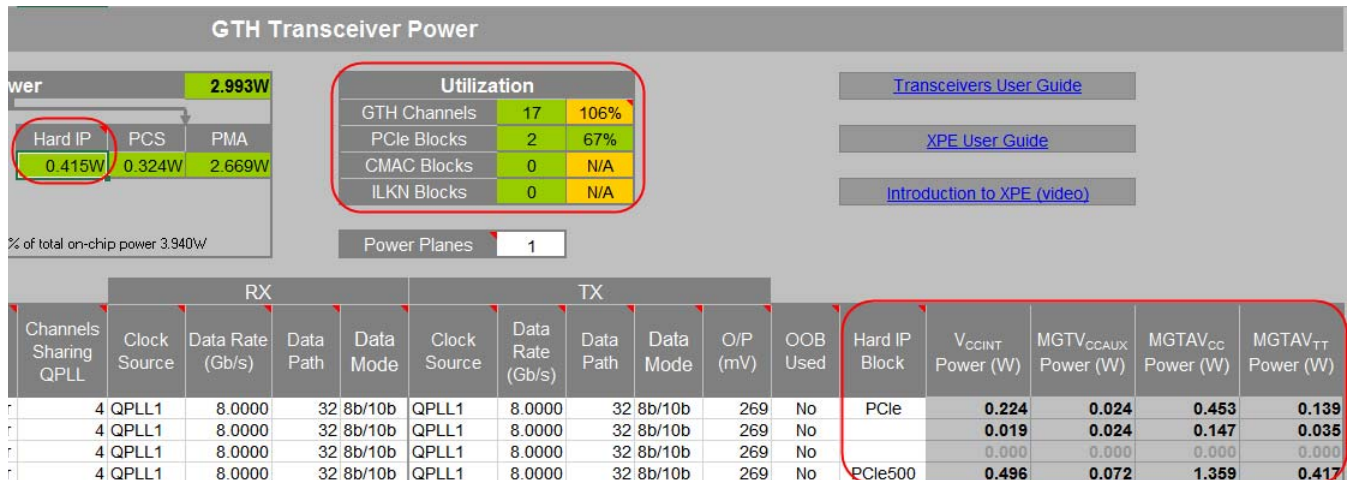 GTH Transceiver Power
wer 2.993W
Hard IP PCS PMA
0.415W 0.324W 2.669W
% of total on-chip power 3.940W
Utilization
GTH Channels 17 106%
PCIe Blocks 2 67%
CMAC Blocks 0 N/A
ILKN Blocks 0 N/A
Power Planes 1
Transceivers User Guide
XPE User Guide
Introduction to XPE (video)
RX TX
Channels Sharing QPLL Clock Source Data Rate (Gb/s) Data Path Data Mode Clock Source Data Rate (Gb/s) Data Path Data Mode O/P (mV) OOB Used Hard IP Block VCCINT Power (W) MGTVCCAUX Power (W) MGTAVCC Power (W) MGTAVTT Power (W)
r 4 QPLL1 8.0000 32 8b/10b QPLL1 8.0000 32 8b/10b 269 No PCIe 0.224 0.024 0.453 0.139
r 4 QPLL1 8.0000 32 8b/10b QPLL1 8.0000 32 8b/10b 269 No 0.019 0.024 0.147 0.035
r 4 QPLL1 8.0000 32 8b/10b QPLL1 8.0000 32 8b/10b 269 No 0.000 0.000 0.000 0.000
r 4 QPLL1 8.0000 32 8b/10b QPLL1 8.0000 32 8b/10b 269 No PCIe500 0.496 0.072 1.359 0.417